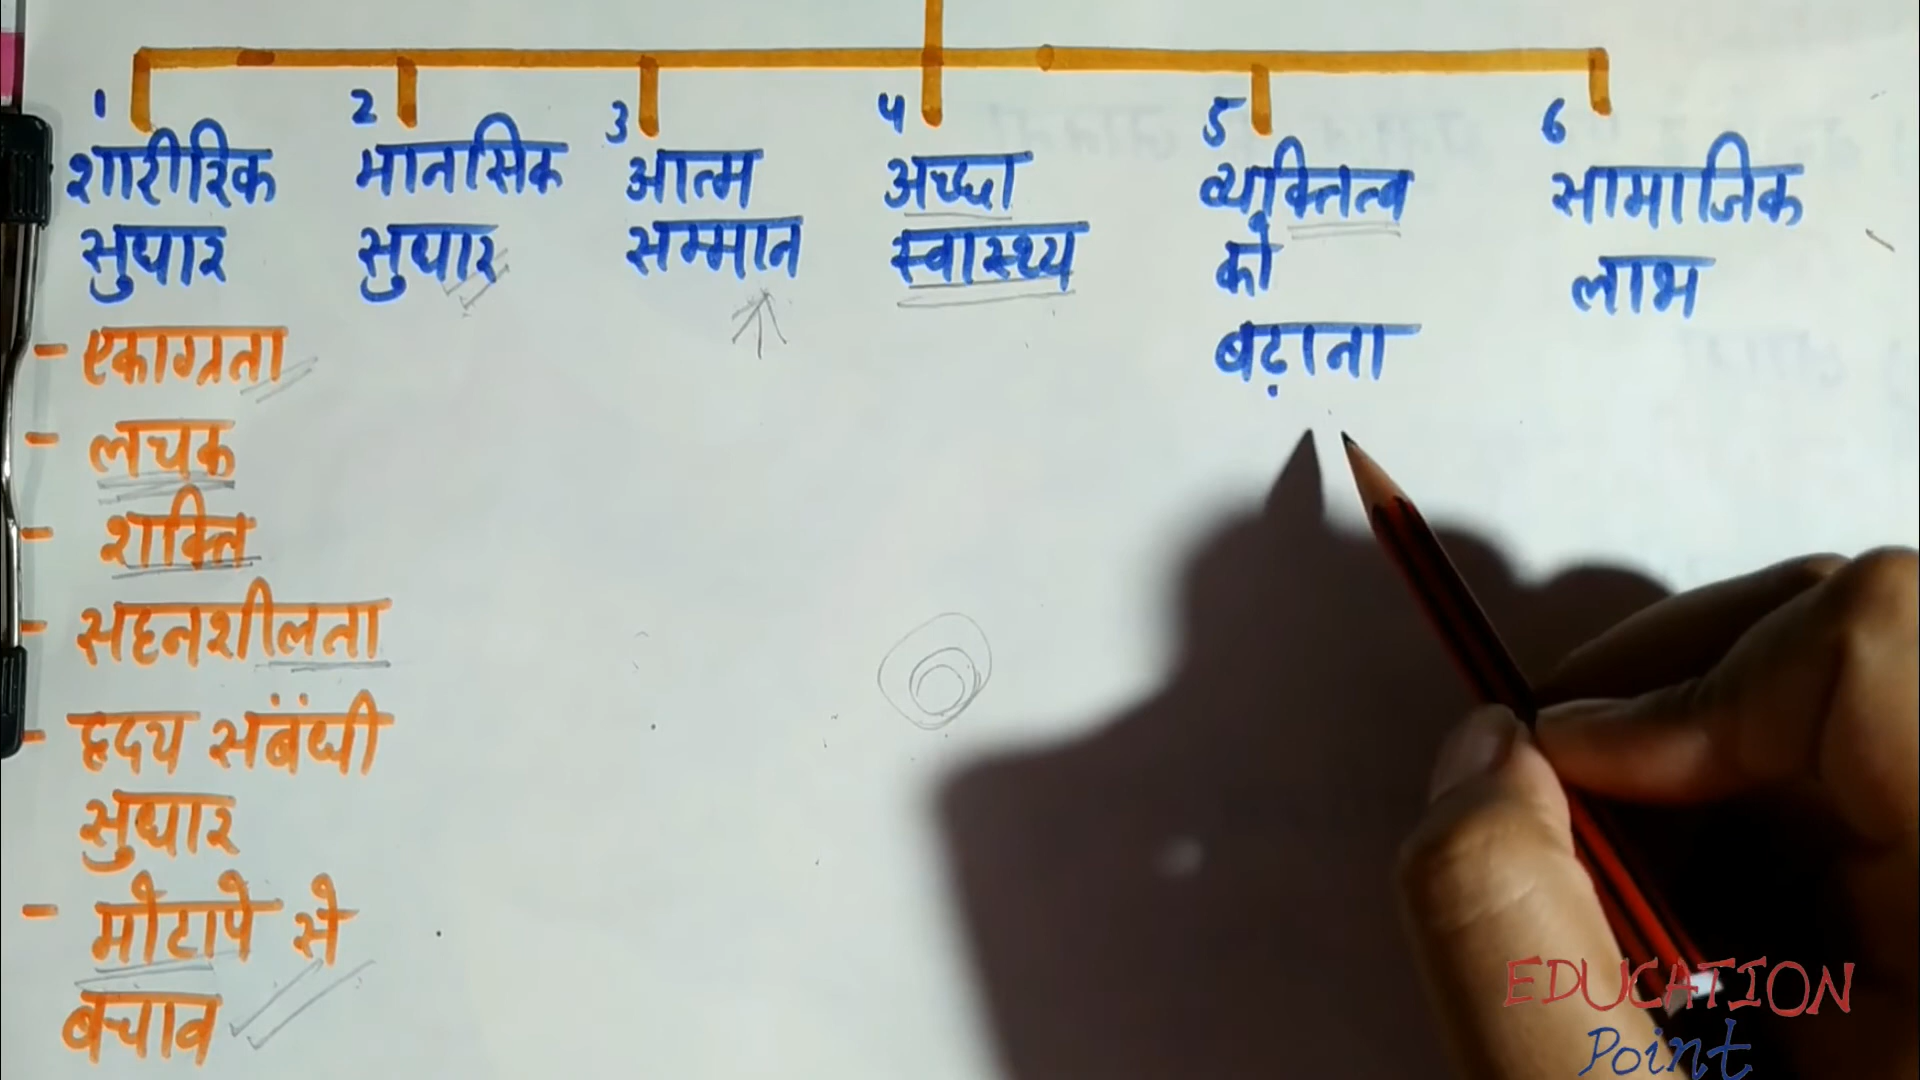 1
शारीरिक
सुधार
- एकाग्रता
- लचक
- शक्ति
- सहनशीलता
- हृदय संबंधी
सुधार
- मोटापे से
बचाव
2
मानसिक
सुधार
3
आत्म
सम्मान
4
अच्छा
स्वास्थ्य
5
व्यक्तित्व
को
बढ़ाना
6
सामाजिक
लाभ
EDUCATION
Point